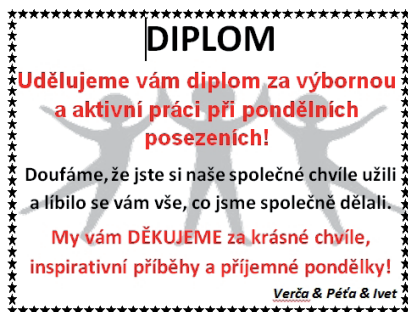 DIPLOM
Udělujeme vám diplom za výbornou
a aktivní práci při pondělních
posezeních!
Doufáme, že jste si naše společné chvíle užili
a líbilo se vám vše, co jsme společně dělali.
My vám DĚKUJEME za krásné chvíle,
inspirativní příběhy a příjemné pondělky!
Verča & Péťa & Ivet